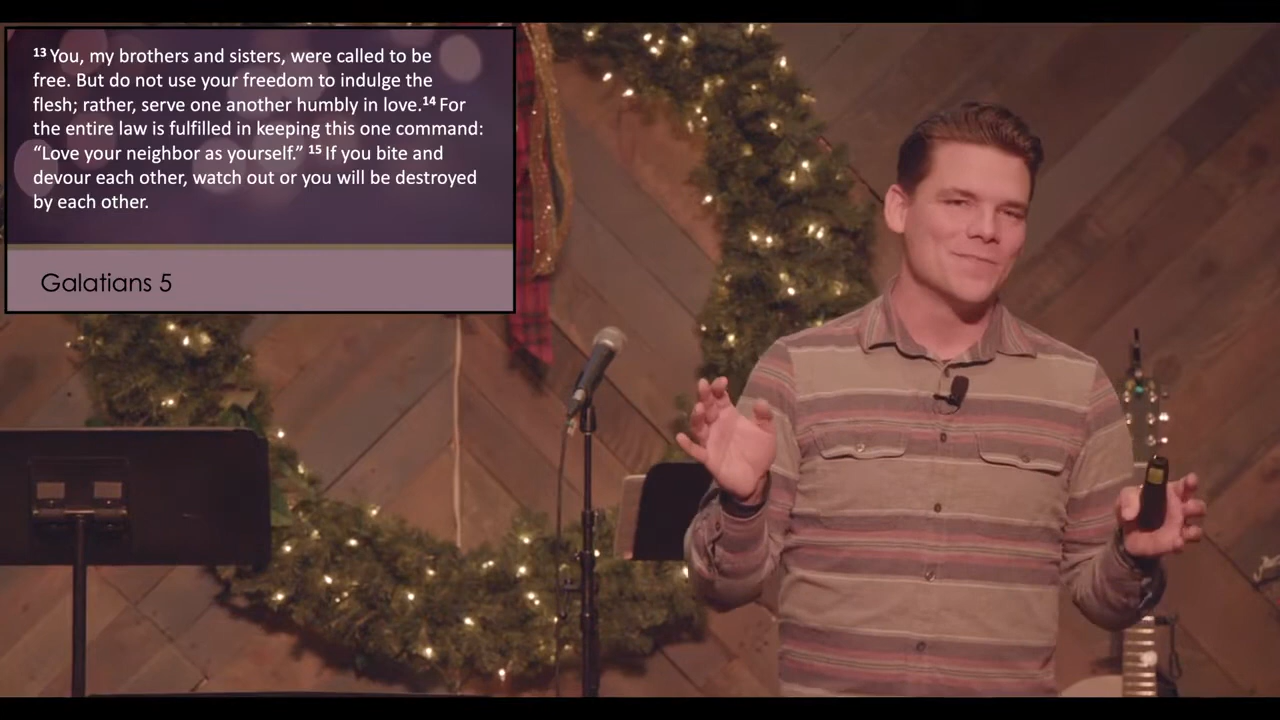 ¹³ You, my brothers and sisters, were called to be
free. But do not use your freedom to indulge the
flesh; rather, serve one another humbly in love.¹⁴ For
the entire law is fulfilled in keeping this one command:
“Love your neighbor as yourself.” ¹⁵ If you bite and
devour each other, watch out or you will be destroyed
by each other.
Galatians 5